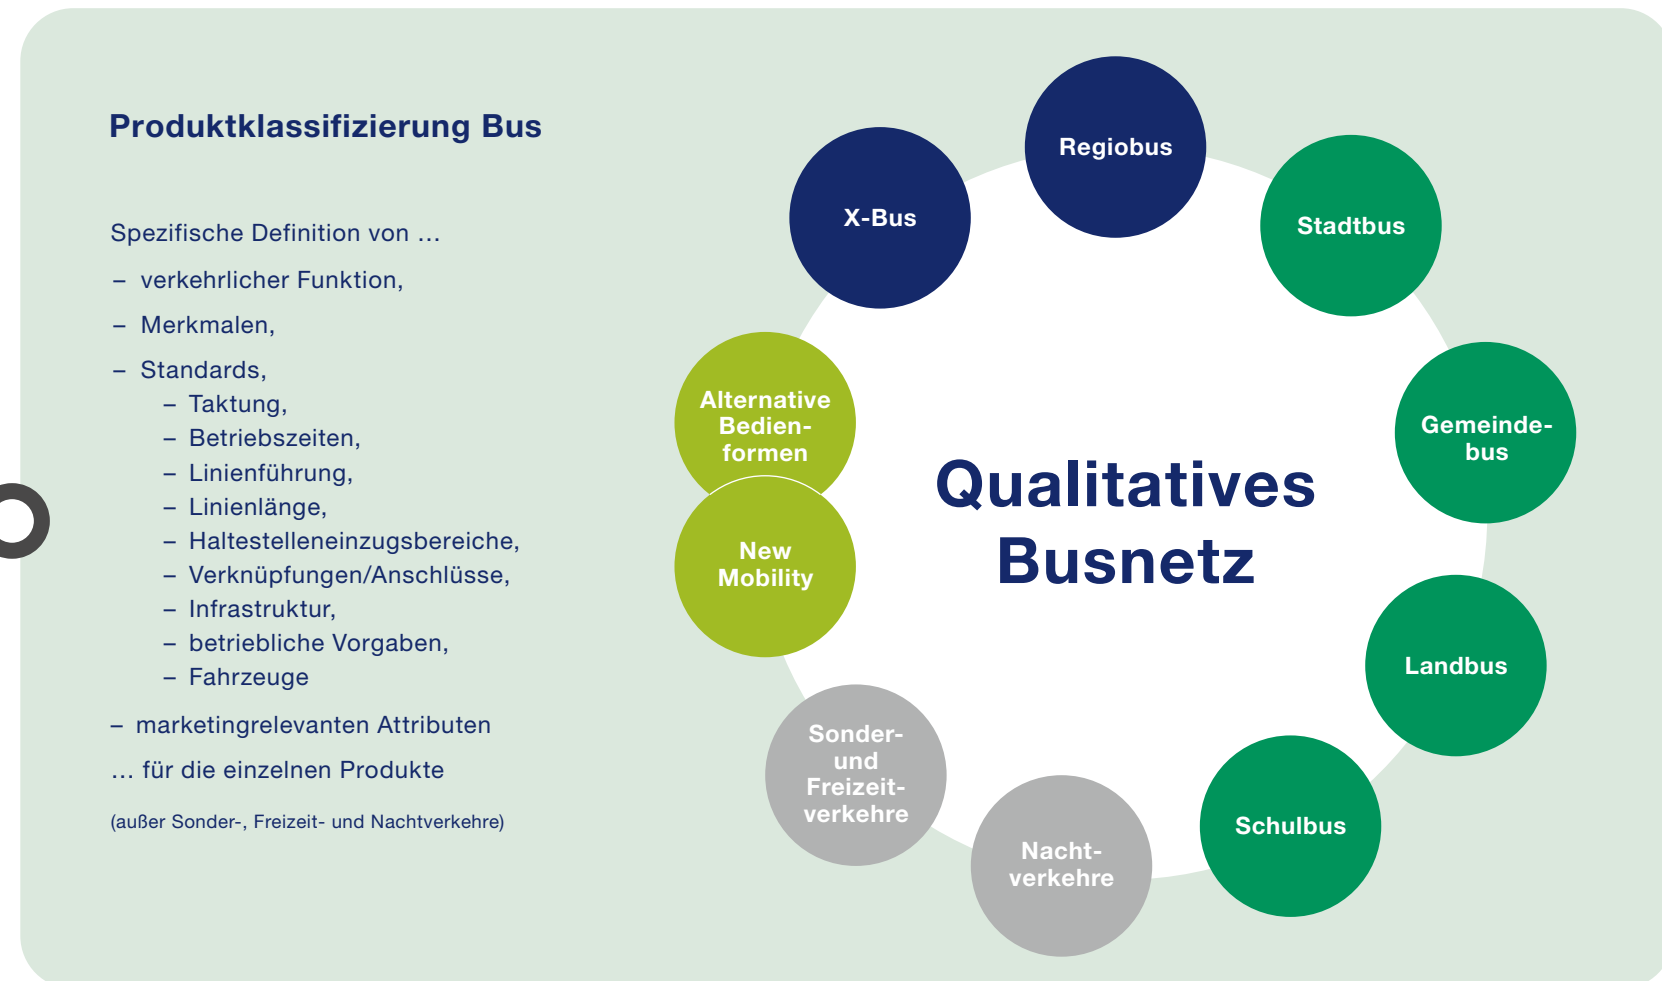 Produktklassifizierung Bus
Spezifische Definition von …
– verkehrlicher Funktion,
– Merkmalen,
– Standards,
– Taktung,
– Betriebszeiten,
– Linienführung,
– Linienlänge,
– Haltestelleneinzugsbereiche,
– Verknüpfungen/Anschlüsse,
– Infrastruktur,
– betriebliche Vorgaben,
– Fahrzeuge
– marketingrelevanten Attributen
… für die einzelnen Produkte
(außer Sonder-, Freizeit- und Nachtverkehre)
Qualitatives
Busnetz
X-Bus
Regiobus
Stadtbus
Gemeinde-
bus
Landbus
Schulbus
Nacht-
verkehre
Sonder-
und
Freizeit-
verkehre
New
Mobility
Alternative
Bedien-
formen